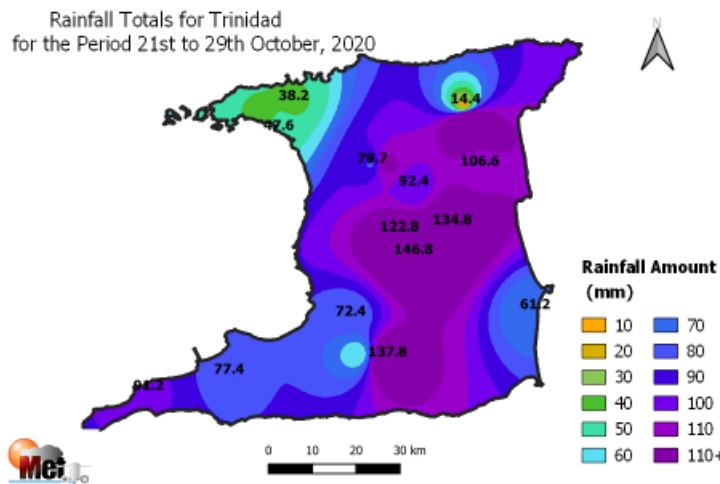 Rainfall Totals for Trinidad
for the Period 21st to 29th October, 2020
N
38.2
14.4
47.6
79.7
106.6
92.4
134.8
122.8
146.8
61.2
72.4
137.8
77.4
91.2
Rainfall Amount
(mm)
10 70
20 80
30 90
40 100
50 110
60 110+
0 10 20 30 km
Met